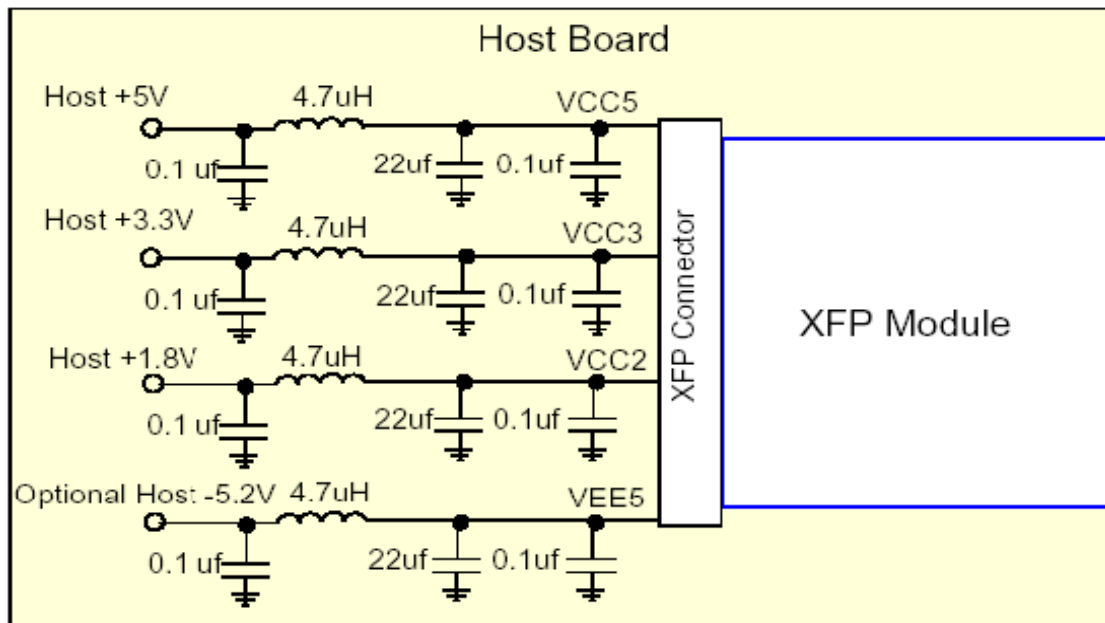 Host Board
Host +5V
4.7uH
VCC5
0.1 uf
22uf
0.1uf
Host +3.3V
4.7uH
VCC3
0.1 uf
22uf
0.1uf
Host +1.8V
4.7uH
VCC2
0.1 uf
22uf
0.1uf
Optional Host -5.2V
4.7uH
VEE5
0.1 uf
22uf
0.1uf
XFP Connector
XFP Module